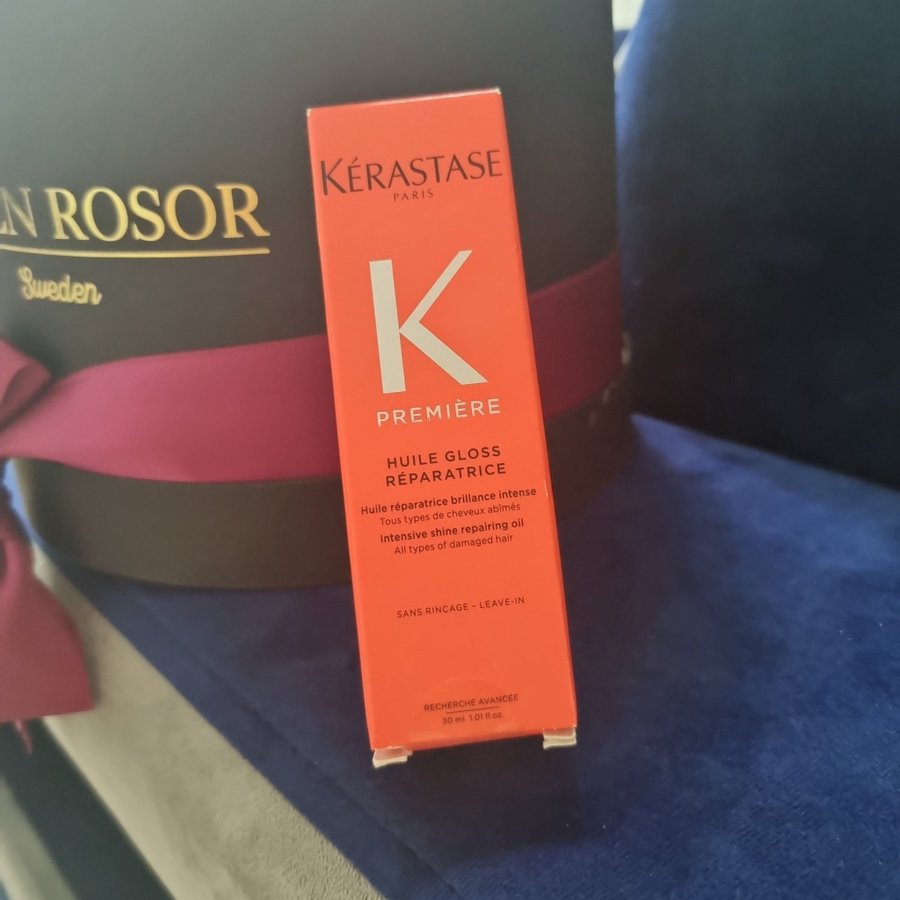 ROSOR
Sweden
KÉRASTASE
PARIS
K
PREMIÈRE
HUILE GLOSS
RÉPARATRICE
Huile réparatrice brillance intense
Tous types de cheveux abîmés
Intensive shine repairing oil
All types of damaged hair
SANS RINÇAGE - LEAVE-IN
RECHERCHE AVANCÉE
30 ml 1.01 fl.oz.